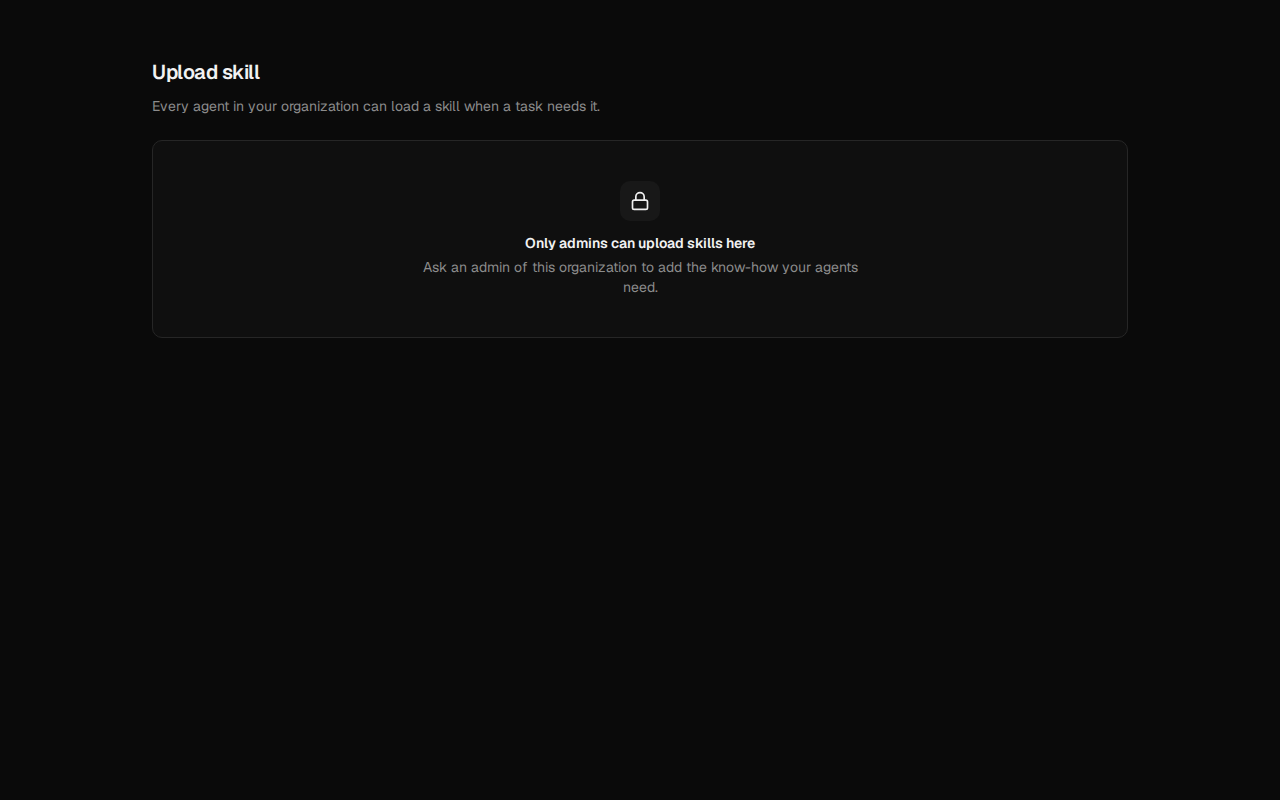 Upload skill
Every agent in your organization can load a skill when a task needs it.
Only admins can upload skills here
Ask an admin of this organization to add the know-how your agents
need.